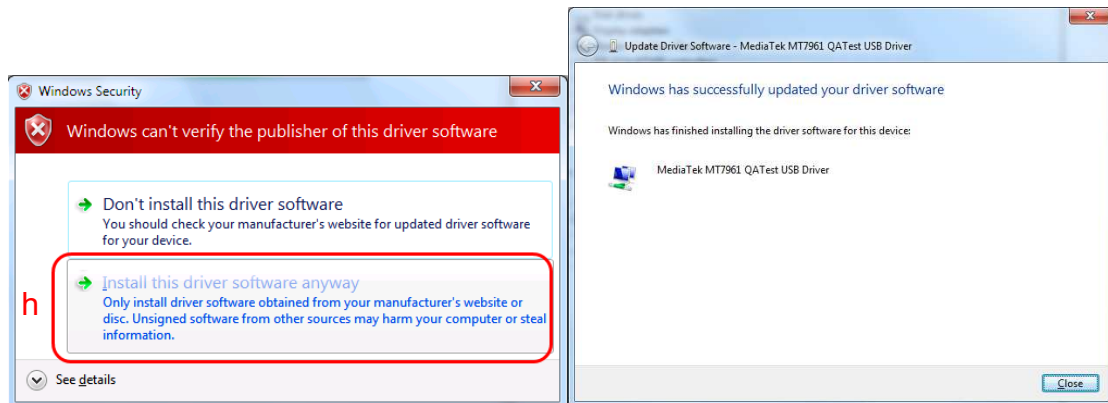 Windows Security
Windows can't verify the publisher of this driver software
Don't install this driver software
You should check your manufacturer's website for updated driver software
for your device.
h
Install this driver software anyway
Only install driver software obtained from your manufacturer's website or
disc. Unsigned software from other sources may harm your computer or steal
information.
See details
Update Driver Software - MediaTek MT7961 QATest USB Driver
Windows has successfully updated your driver software
Windows has finished installing the driver software for this device:
MediaTek MT7961 QATest USB Driver
Close